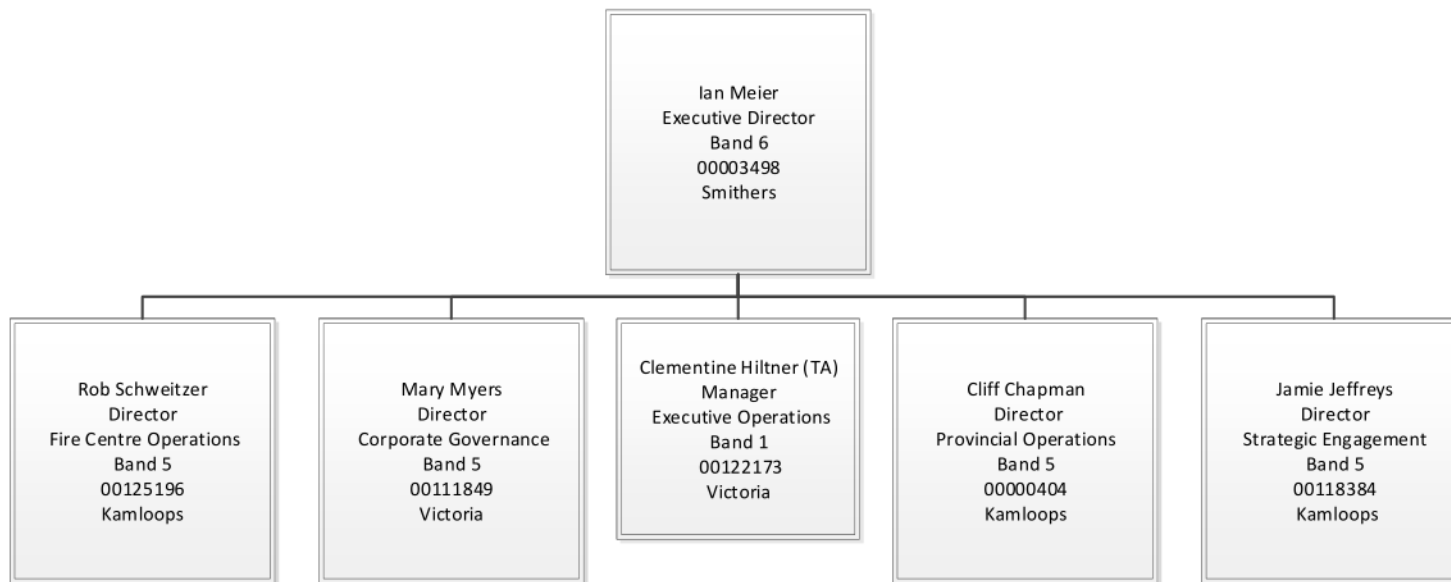 Ian Meier
Executive Director
Band 6
00003498
Smithers
Rob Schweitzer
Director
Fire Centre Operations
Band 5
00125196
Kamloops
Mary Myers
Director
Corporate Governance
Band 5
00111849
Victoria
Clementine Hiltner (TA)
Manager
Executive Operations
Band 1
00122173
Victoria
Cliff Chapman
Director
Provincial Operations
Band 5
00000404
Kamloops
Jamie Jeffreys
Director
Strategic Engagement
Band 5
00118384
Kamloops